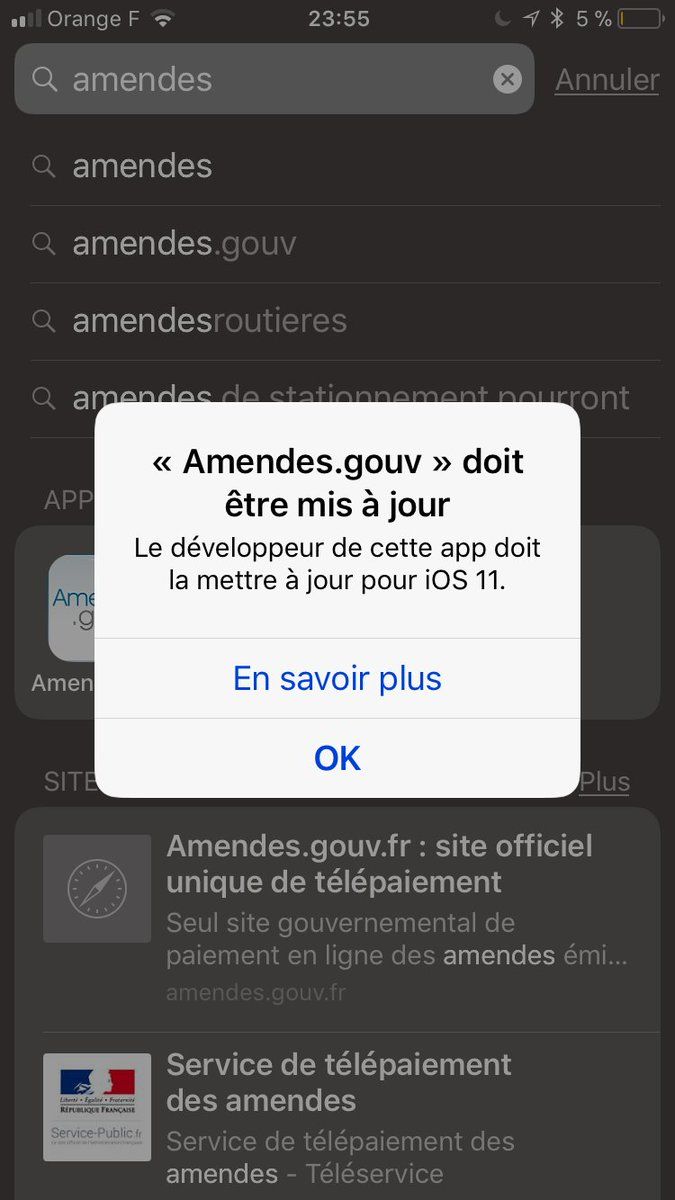 Orange F 23:55 5 %
amendes Annuler
amendes
amendes.gouv
amendesroutieres
amendes de stationnement pourront
« Amendes.gouv » doit
être mis à jour
Le développeur de cette app doit
la mettre à jour pour iOS 11.
APP
Ame
.g
Amen
En savoir plus
OK
SITE Plus
Amendes.gouv.fr : site officiel
unique de télépaiement
Seul site gouvernemental de
paiement en ligne des amendes émi...
amendes.gouv.fr
Service de télépaiement
des amendes
Liberté • Égalité • Fraternité
RÉPUBLIQUE FRANÇAISE
Service-Public.fr
Service de télépaiement des
amendes - Téléservice